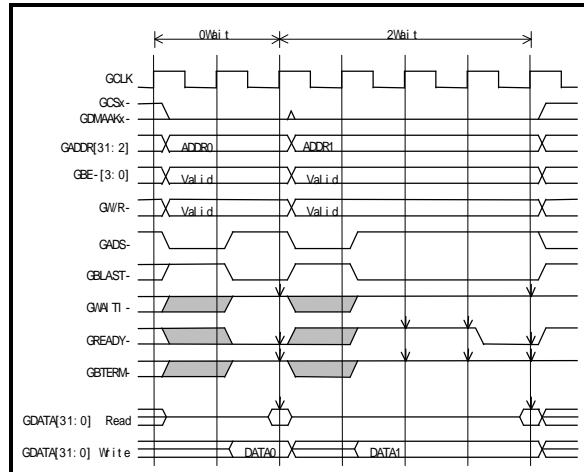 0Wait 2Wait
GCLK
GCSx-
GDMAAKx-
GADDR[31:2] ADDR0 ADDR1
GBE-[3:0] Valid Valid
GW/R- Valid Valid
GADS-
GBLAST-
GWAITI-
GREADY-
GBTERM-
GDATA[31:0] Read
GDATA[31:0] Write DATA0 DATA1